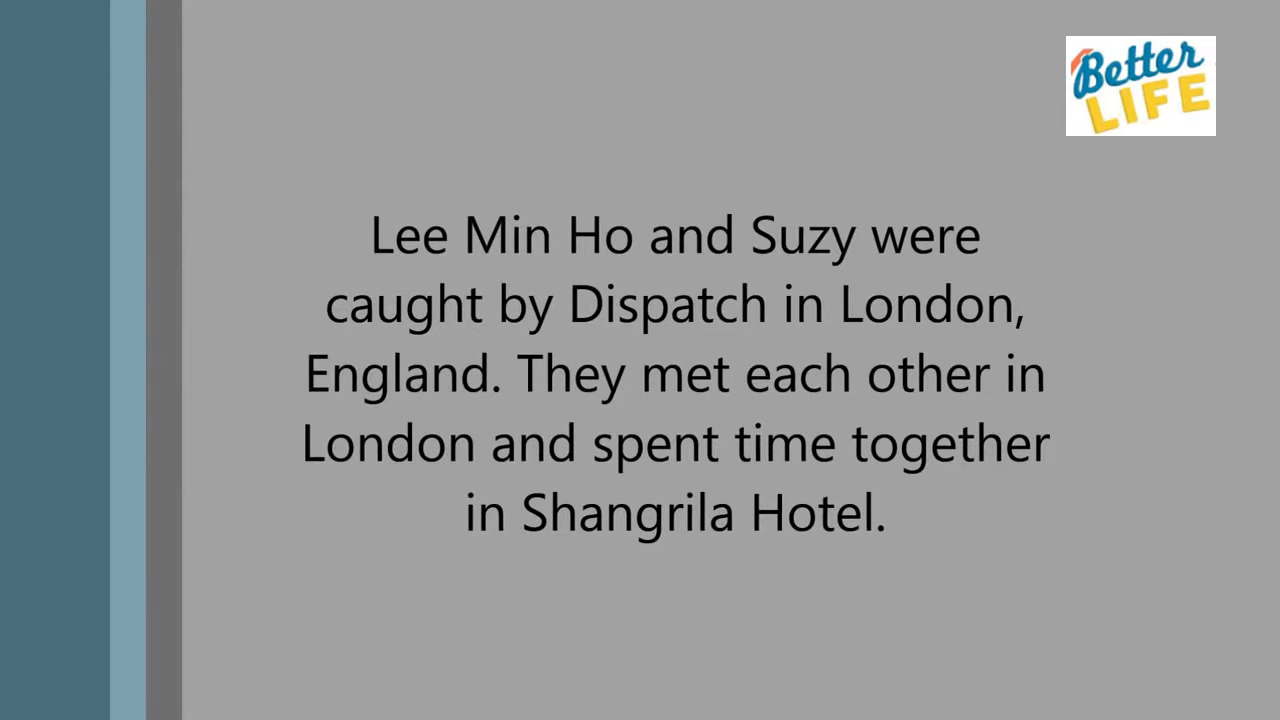 Better
LIFE
Lee Min Ho and Suzy were
caught by Dispatch in London,
England. They met each other in
London and spent time together
in Shangrila Hotel.